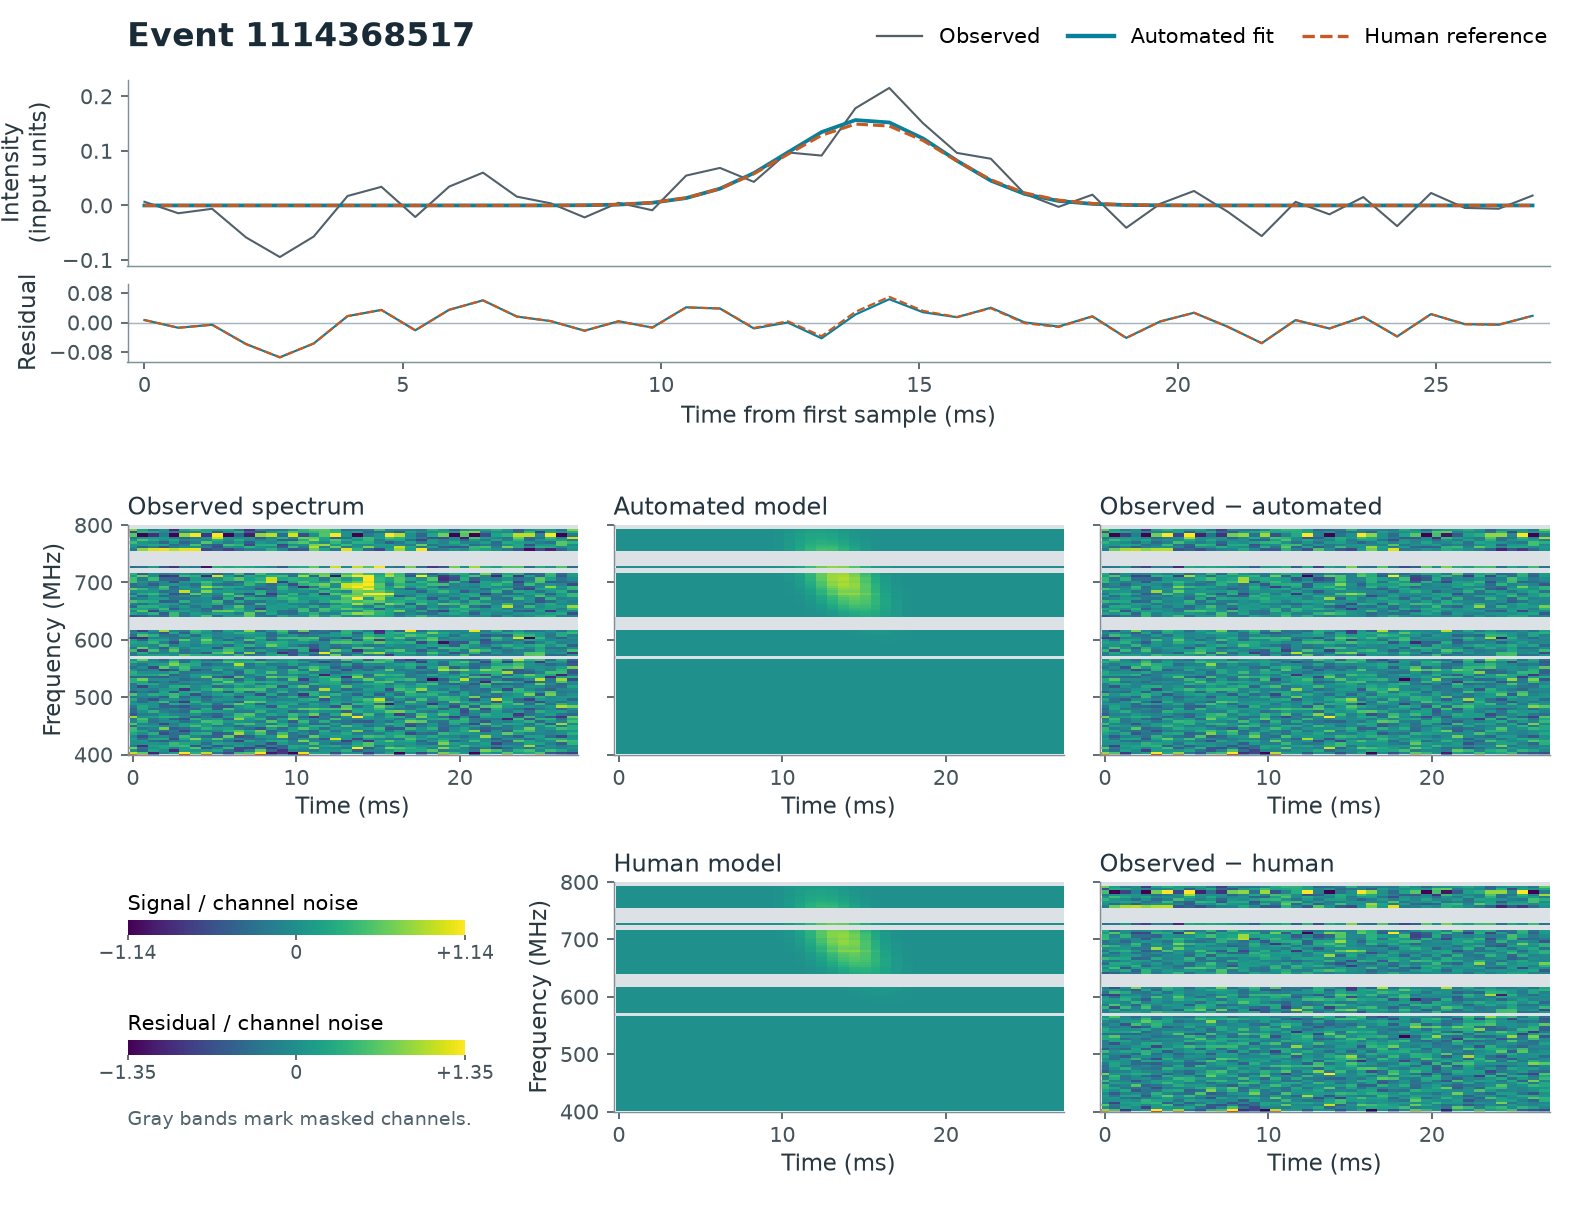 Event 1114368517
Observed
Automated fit
Human reference
Intensity
(input units)
0.2
0.1
0.0
−0.1
Residual
0.08
0.00
−0.08
0
5
10
15
20
25
Time from first sample (ms)
Observed spectrum
Automated model
Observed − automated
Frequency (MHz)
800
700
600
500
400
0
10
20
0
10
20
0
10
20
Time (ms)
Time (ms)
Time (ms)
Human model
Observed − human
Signal / channel noise
−1.14
0
+1.14
Residual / channel noise
−1.35
0
+1.35
Gray bands mark masked channels.
Frequency (MHz)
800
700
600
500
400
0
10
20
0
10
20
Time (ms)
Time (ms)